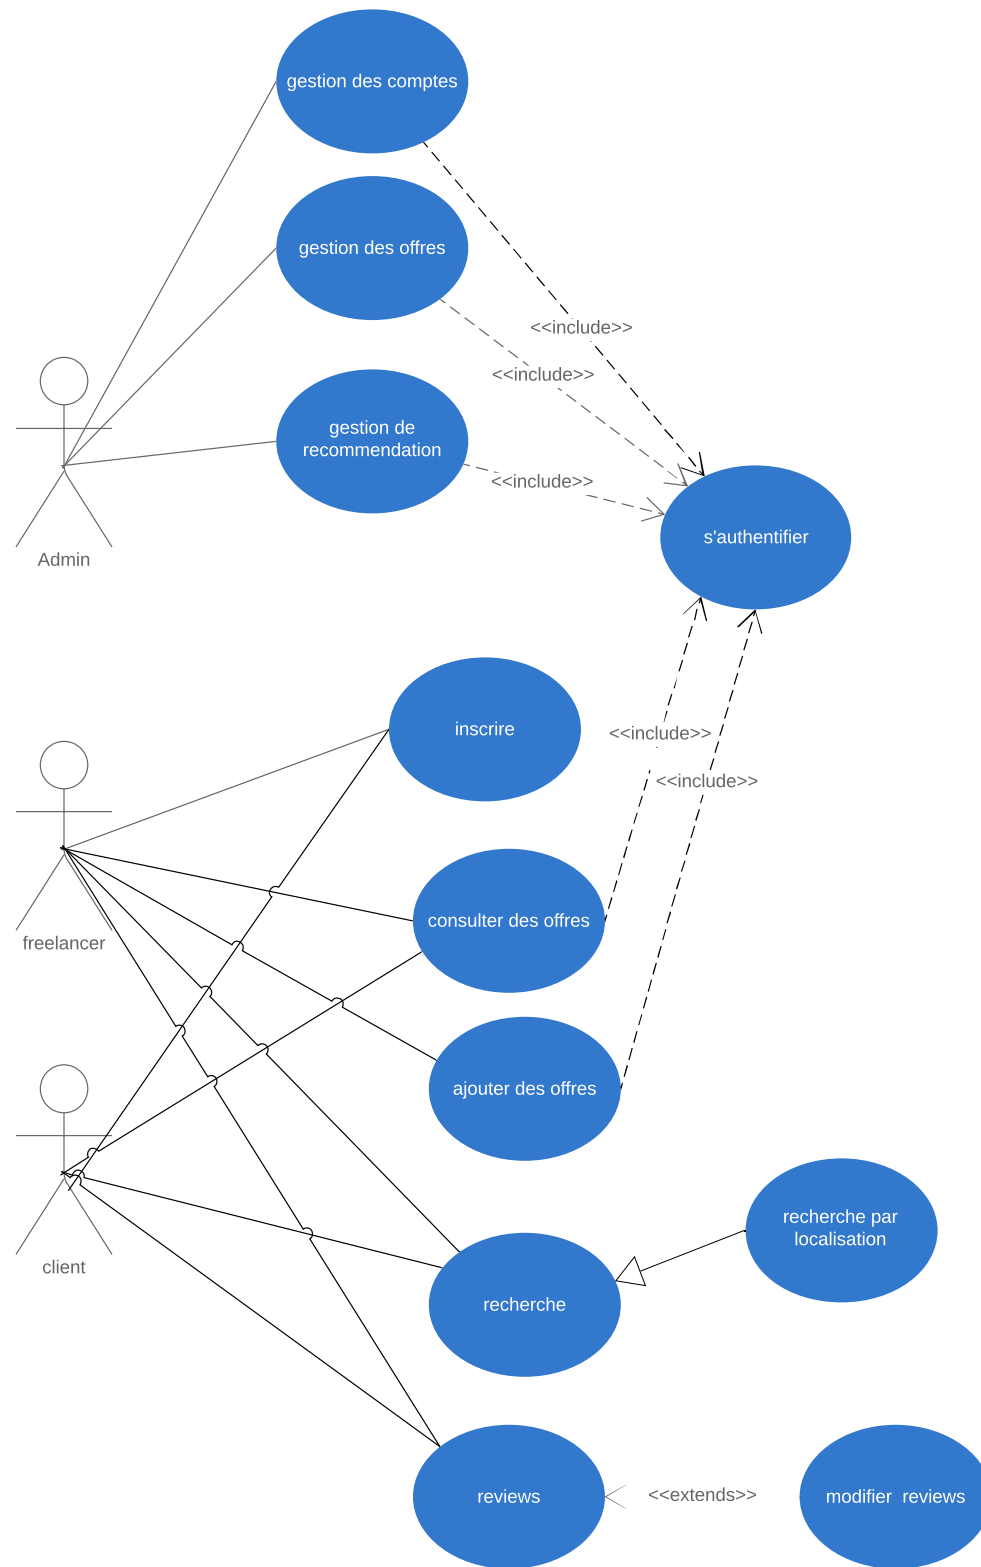 gestion des comptes
gestion des offres
<<include>>
<<include>>
gestion de
recommendation
<<include>>
s'authentifier
Admin
inscrire
<<include>>
<<include>>
freelancer
consulter des offres
ajouter des offres
recherche par
localisation
client
recherche
reviews
<<extends>>
modifier  reviews